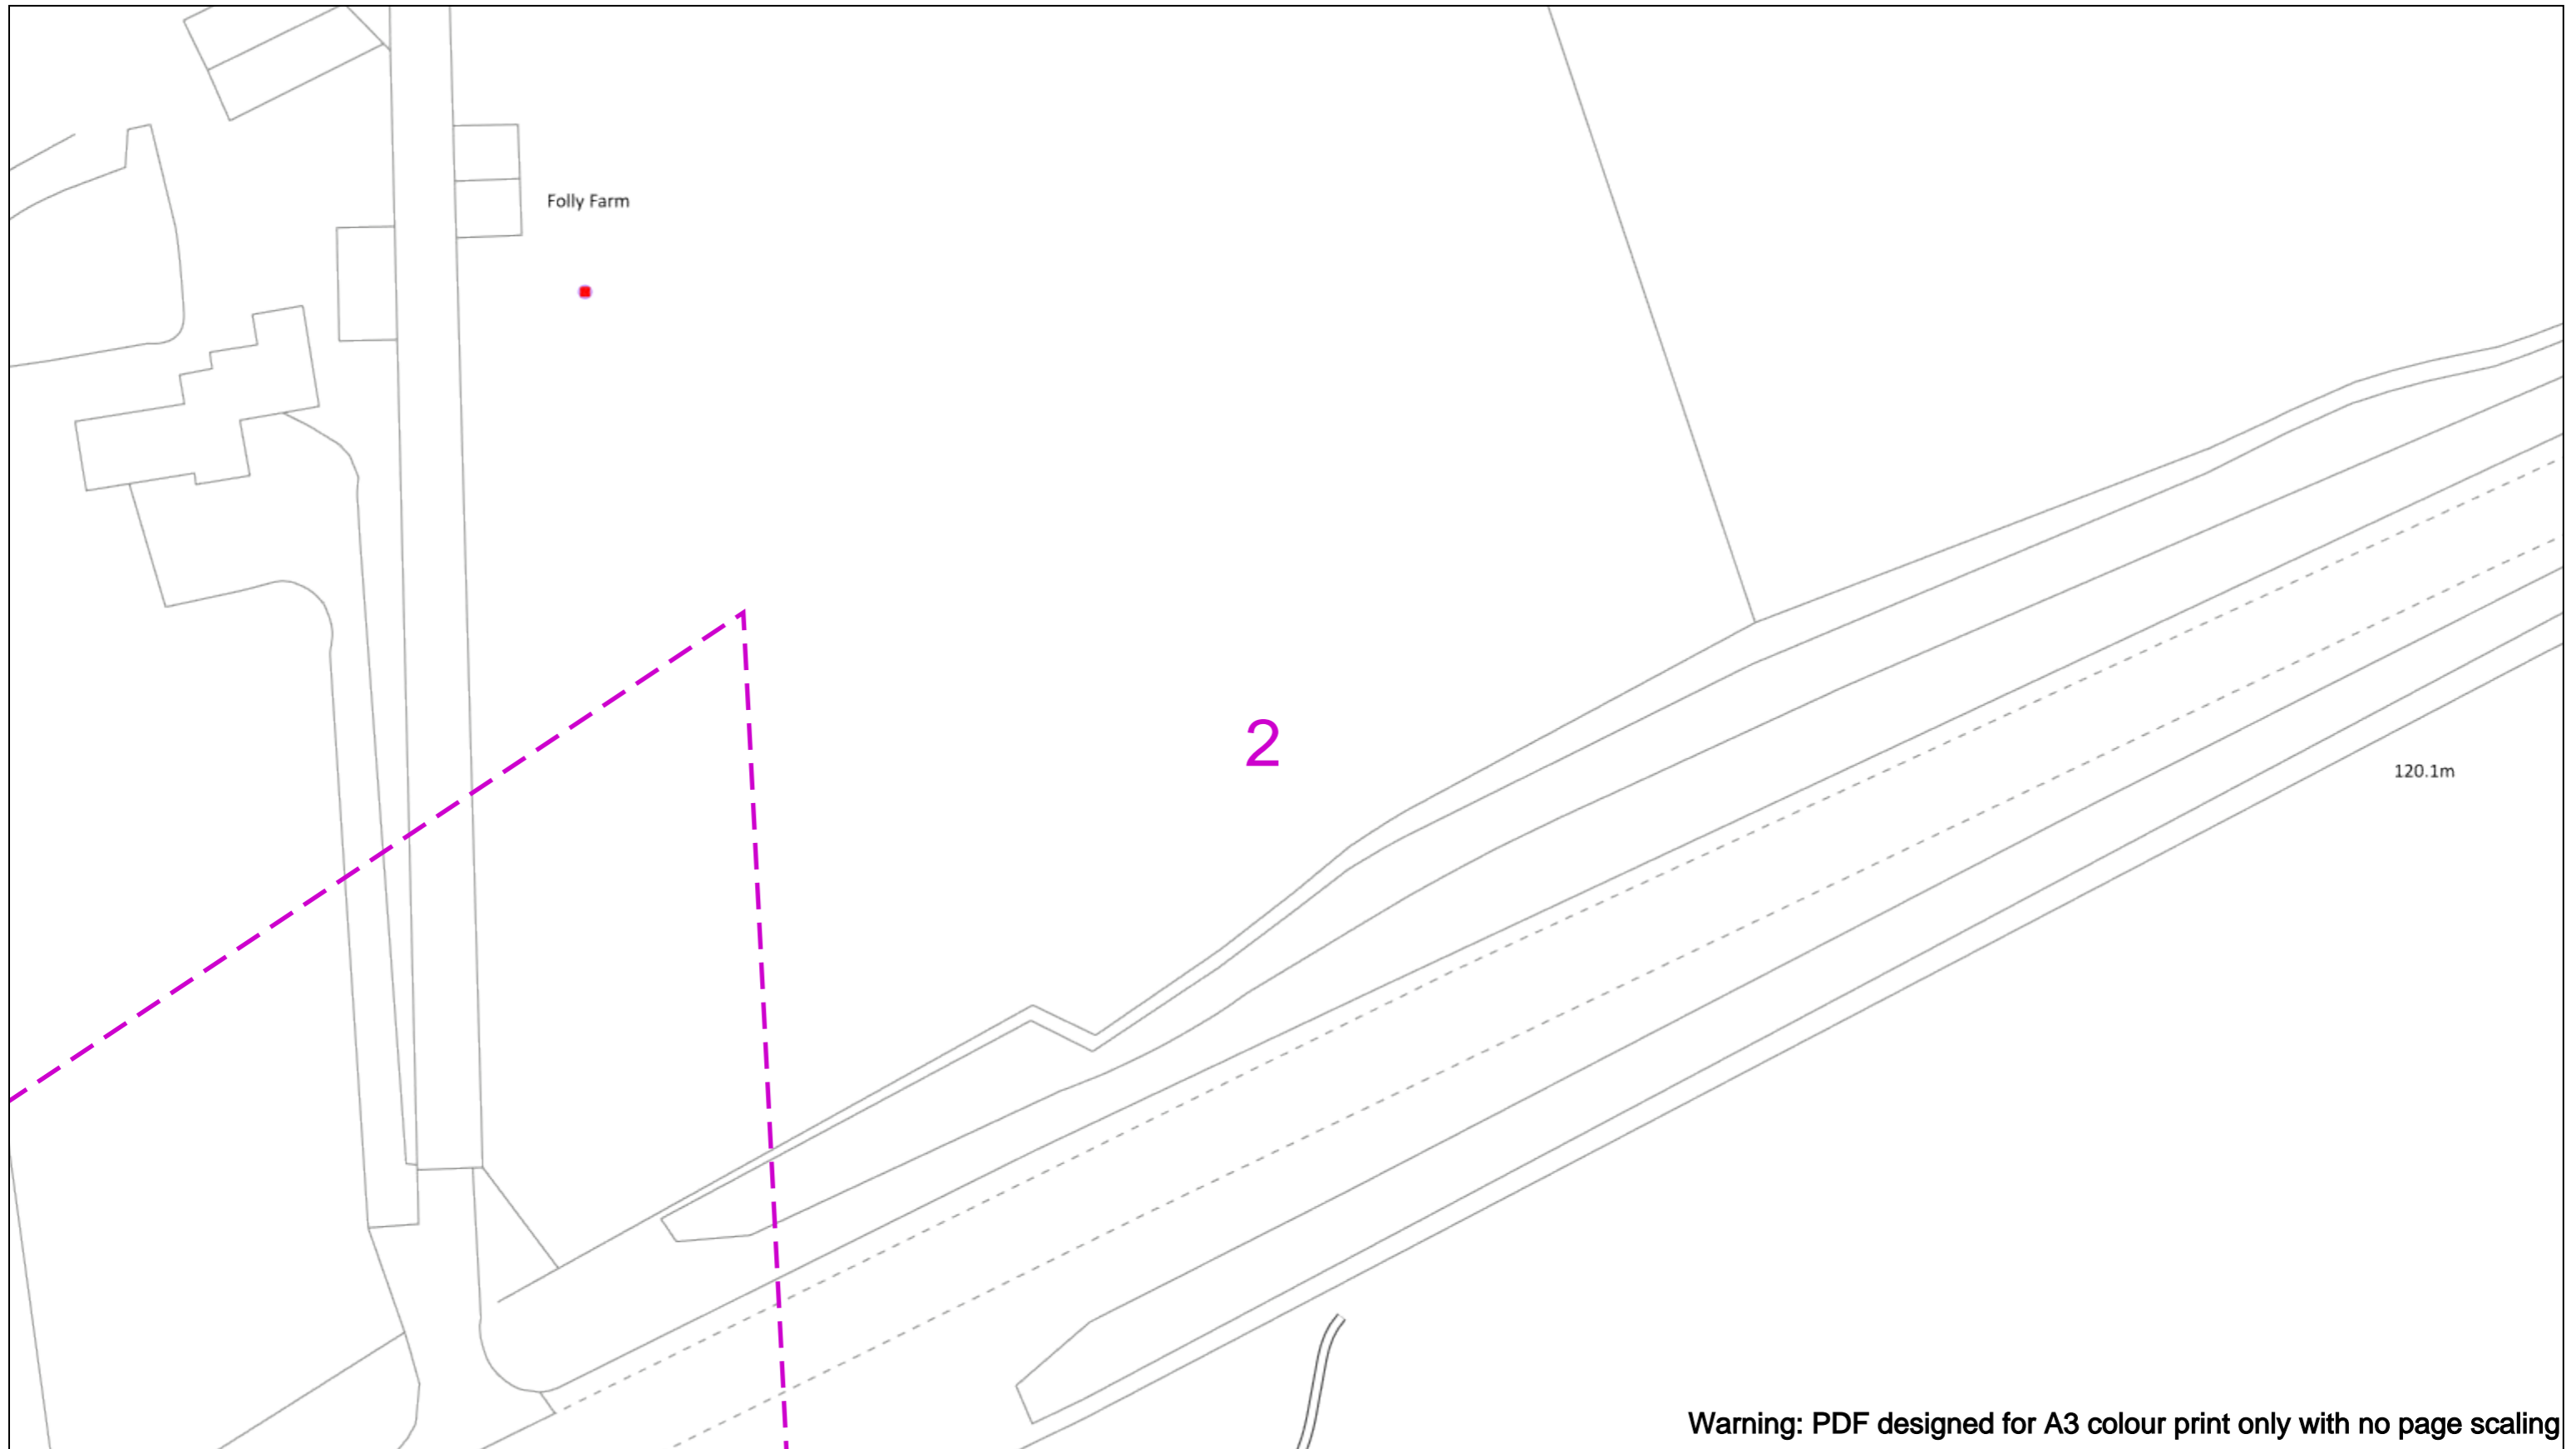 Folly Farm
2
120.1m
Warning: PDF designed for A3 colour print only with no page scaling